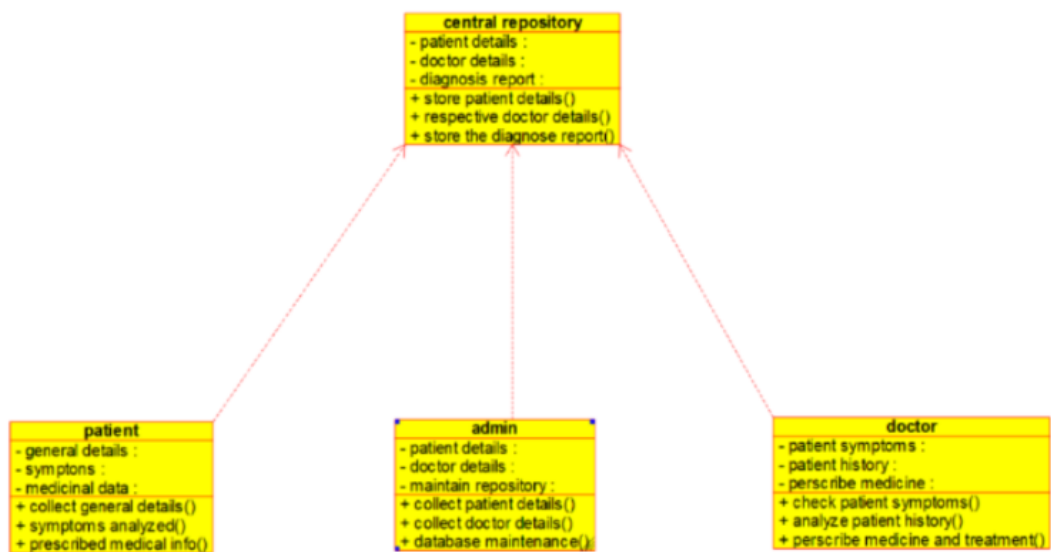 central repository
- patient details :
- doctor details :
- diagnosis report :
+ store patient details()
+ respective doctor details()
+ store the diagnose report()
patient
- general details :
- symptons :
- medicinal data :
+ collect general details()
+ symptoms analyzed()
+ prescribed medical info()
admin
- patient details :
- doctor details :
- maintain repository :
+ collect patient details()
+ collect doctor details()
+ database maintenance()
doctor
- patient symptoms :
- patient history :
- perscribe medicine :
+ check patient symptoms()
+ analyze patient history()
+ perscribe medicine and treatment()